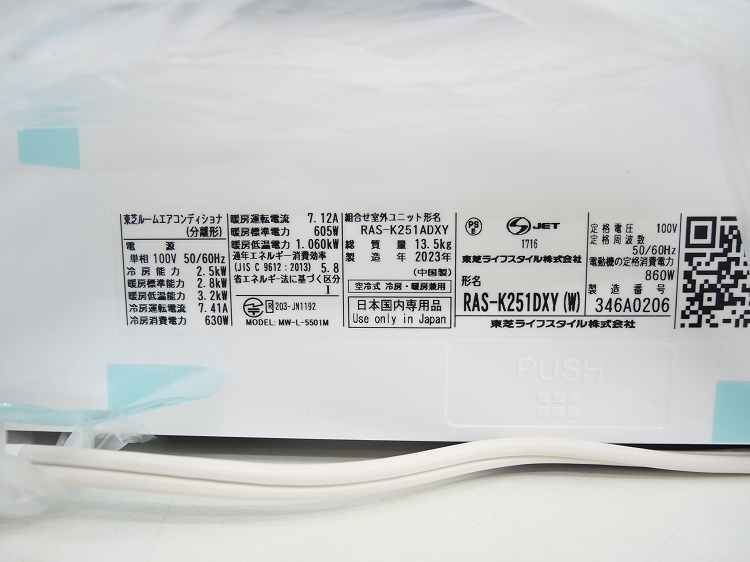 東芝ルームエアコンディショナ
(分離形)
電 源
単相 100V 50/60Hz
冷房能力 2.5kW
暖房標準能力 2.8kW
暖房低温能力 3.2kW
冷房運転電流 7.41A
冷房消費電力 630W
暖房運転電流 7.12A
暖房標準電力 605W
暖房低温電力 1.060kW
通年エネルギー消費効率
(JIS C 9612：2013) 5.8
省エネルギー法に基づく区分
I
R 203-JN1192
MODEL: MW-L-5501M
組合せ室外ユニット形名
RAS-K251ADXY
総質量 13.5kg
製造年 2023年
(中国製)
空冷式 冷房・暖房兼用
日本国内専用品
Use only in Japan
PS
E
JET
1716
東芝ライフスタイル株式会社
形名
RAS-K251DXY (W)
東芝ライフスタイル株式会社
定格電圧 100V
定格周波数
50/60Hz
電動機の定格消費電力
860W
製造番号
346A0206
PUSH